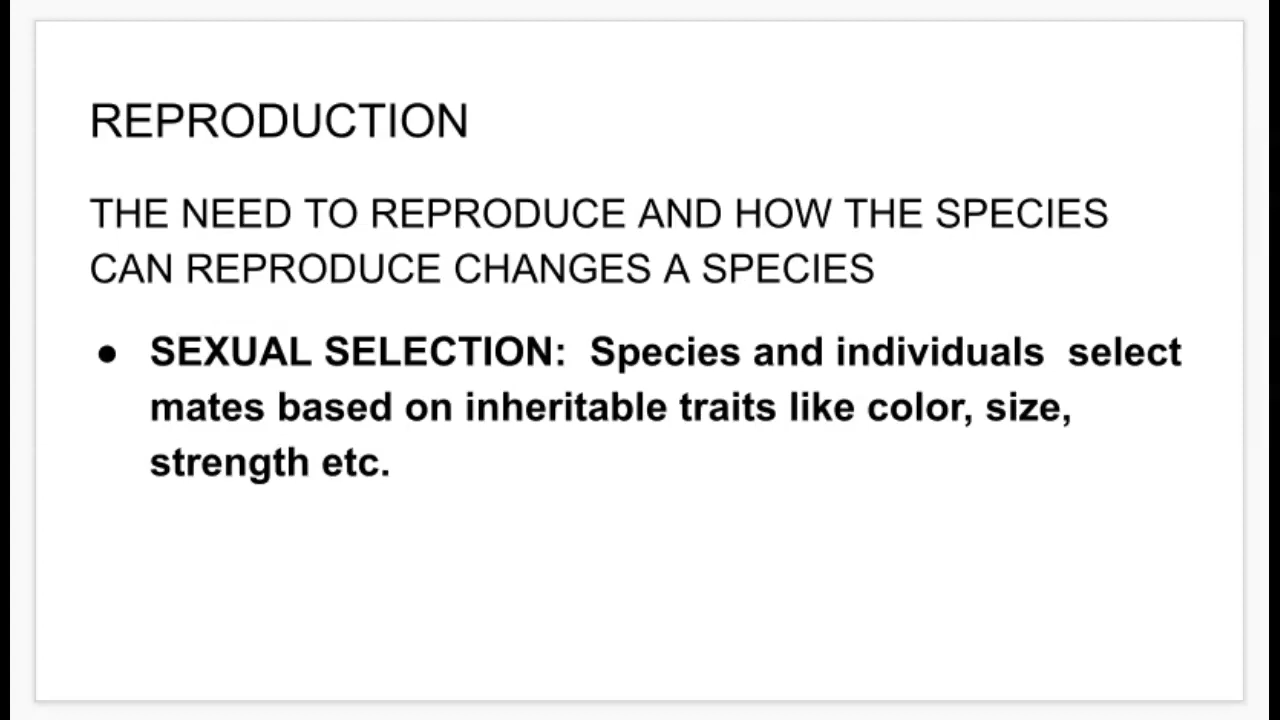 REPRODUCTION
THE NEED TO REPRODUCE AND HOW THE SPECIES
CAN REPRODUCE CHANGES A SPECIES
● SEXUAL SELECTION:  Species and individuals  select
mates based on inheritable traits like color, size,
strength etc.